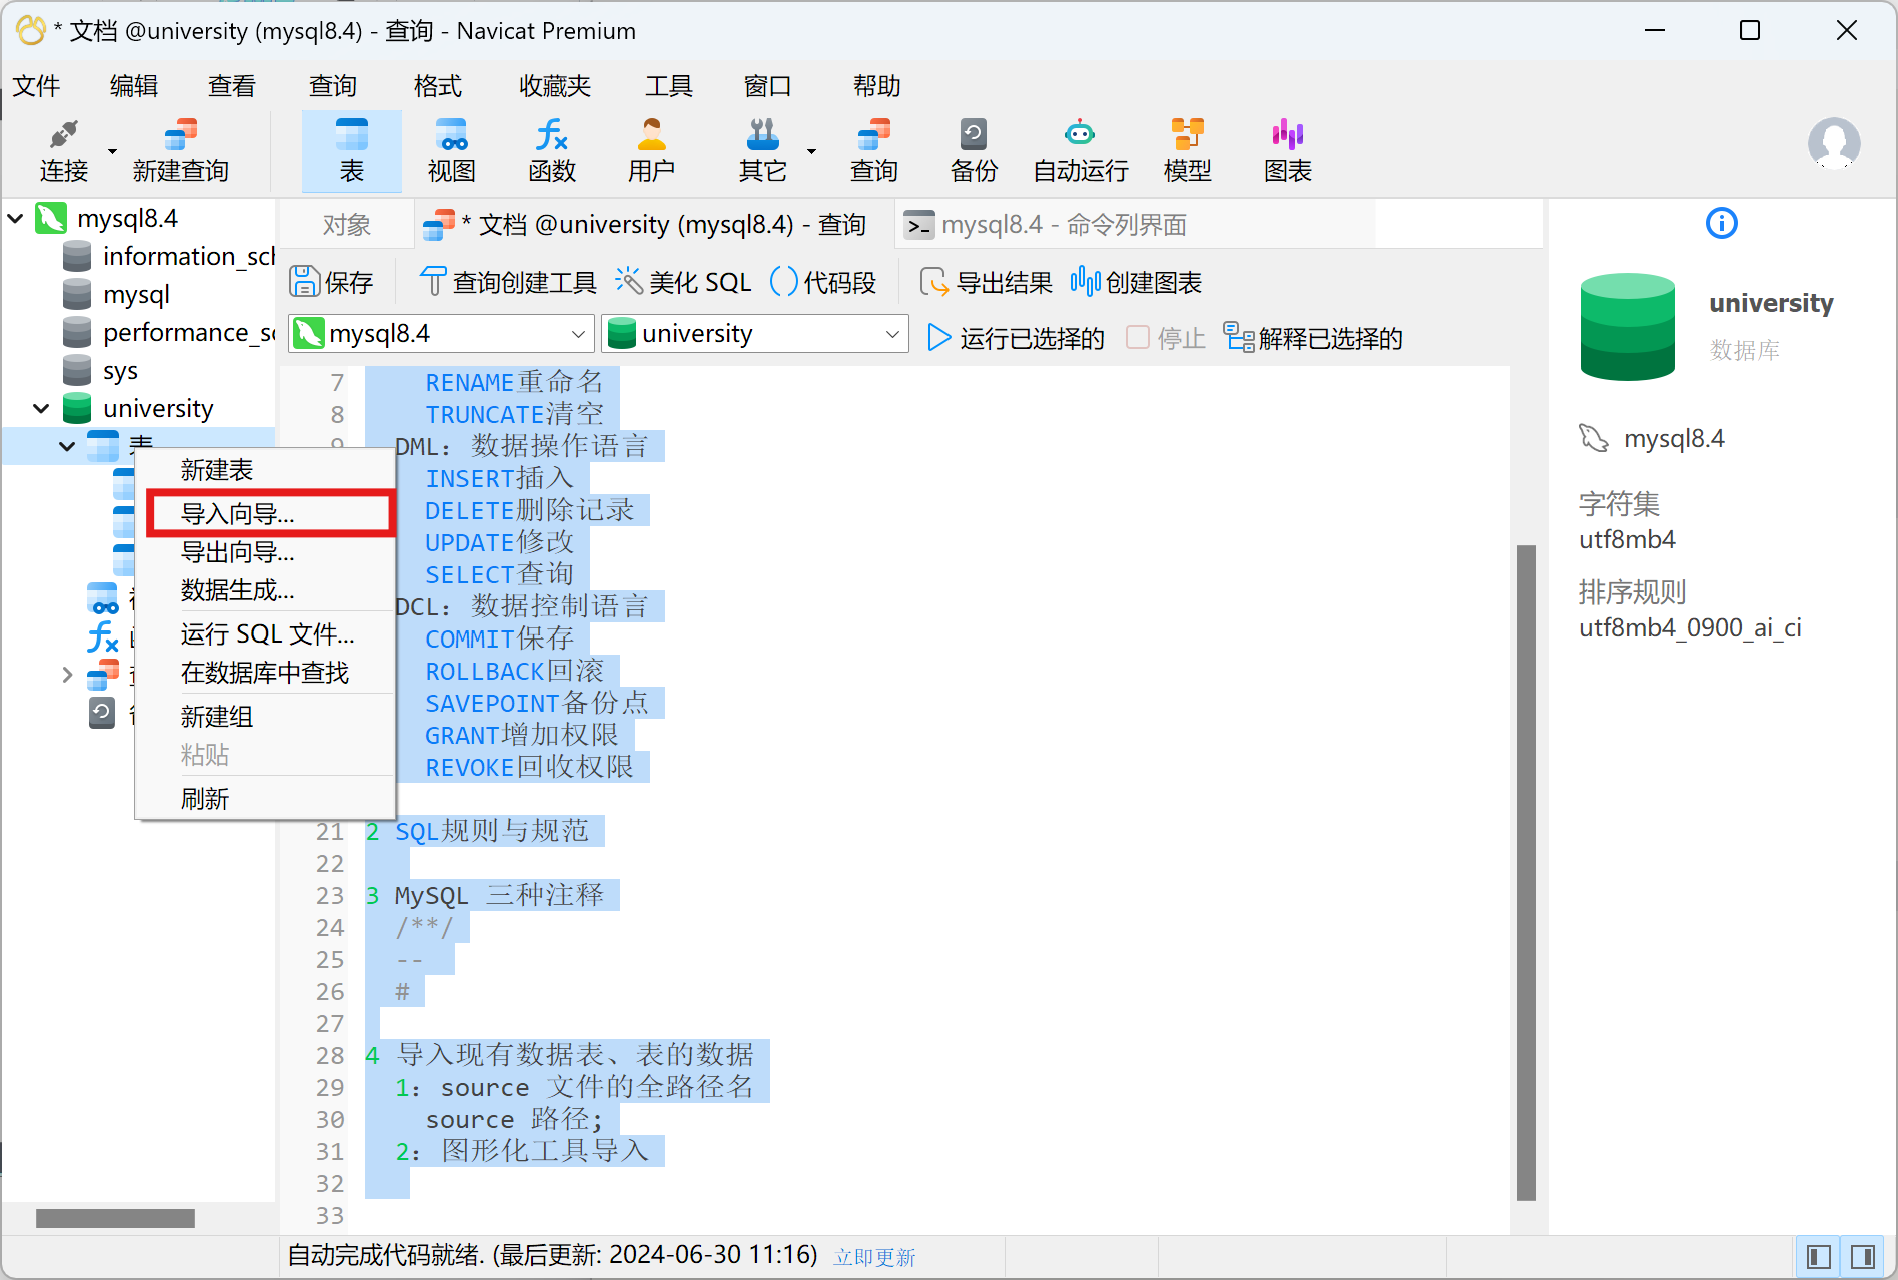 * 文档 @university (mysql8.4) - 查询 - Navicat Premium
文件 编辑 查看 查询 格式 收藏夹 工具 窗口 帮助
连接 新建查询 表 视图 函数 用户 其它 查询 备份 自动运行 模型 图表
mysql8.4
information_sch
mysql
performance_sc
sys
university
表
新建表
导入向导...
导出向导...
数据生成...
运行 SQL 文件...
在数据库中查找
新建组
粘贴
刷新
对象 * 文档 @university (mysql8.4) - 查询 mysql8.4 - 命令列界面
保存 查询创建工具 美化 SQL 代码段 导出结果 创建图表
mysql8.4 university 运行已选择的 停止 解释已选择的
7 RENAME重命名
8 TRUNCATE清空
9 DML: 数据操作语言
INSERT插入
DELETE删除记录
UPDATE修改
SELECT查询
DCL: 数据控制语言
COMMIT保存
ROLLBACK回滚
SAVEPOINT备份点
GRANT增加权限
REVOKE回收权限
21 2 SQL规则与规范
22
23 3 MySQL 三种注释
24 /**/
25 --
26 #
27
28 4 导入现有数据表、表的数据
29 1: source 文件的全路径名
30 source 路径;
31 2: 图形化工具导入
32
33
university
数据库
mysql8.4
字符集
utf8mb4
排序规则
utf8mb4_0900_ai_ci
自动完成代码就绪. (最后更新: 2024-06-30 11:16) 立即更新